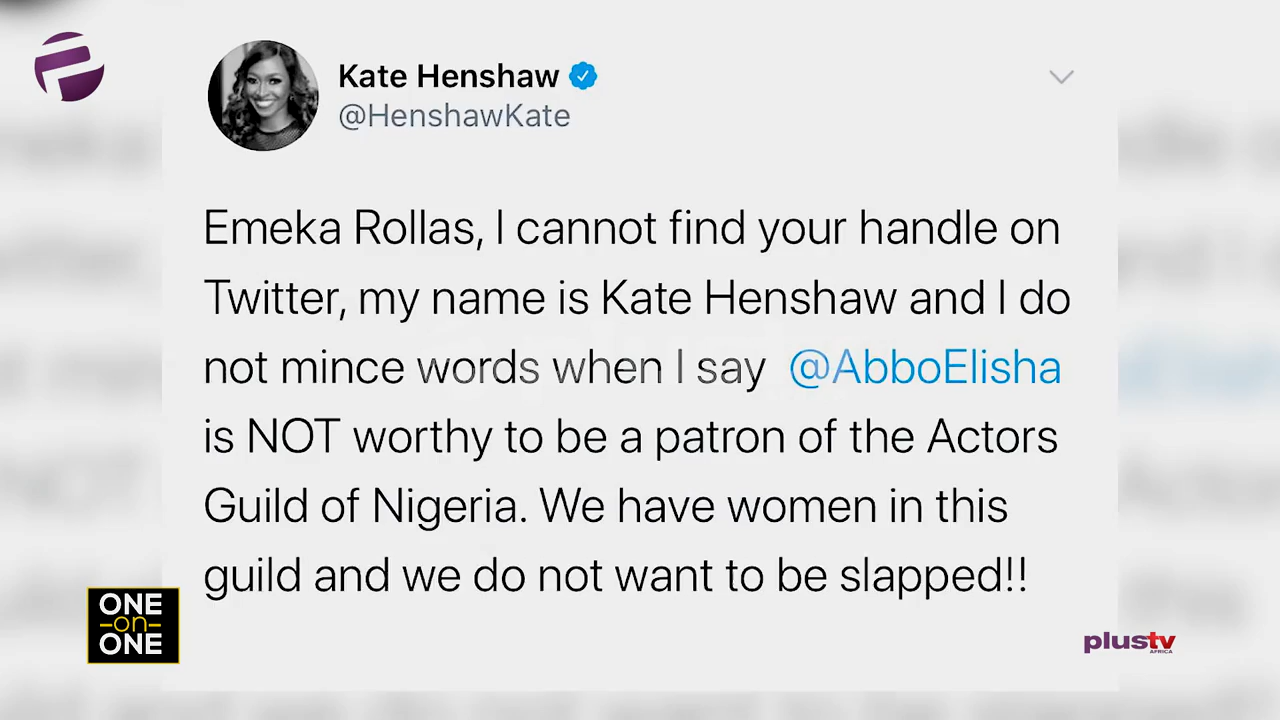 Kate Henshaw
@HenshawKate
Emeka Rollas, I cannot find your handle on
Twitter, my name is Kate Henshaw and I do
not mince words when I say @AbboElisha
is NOT worthy to be a patron of the Actors
Guild of Nigeria. We have women in this
guild and we do not want to be slapped!!
ONE
-on-
ONE
plustv
AFRICA